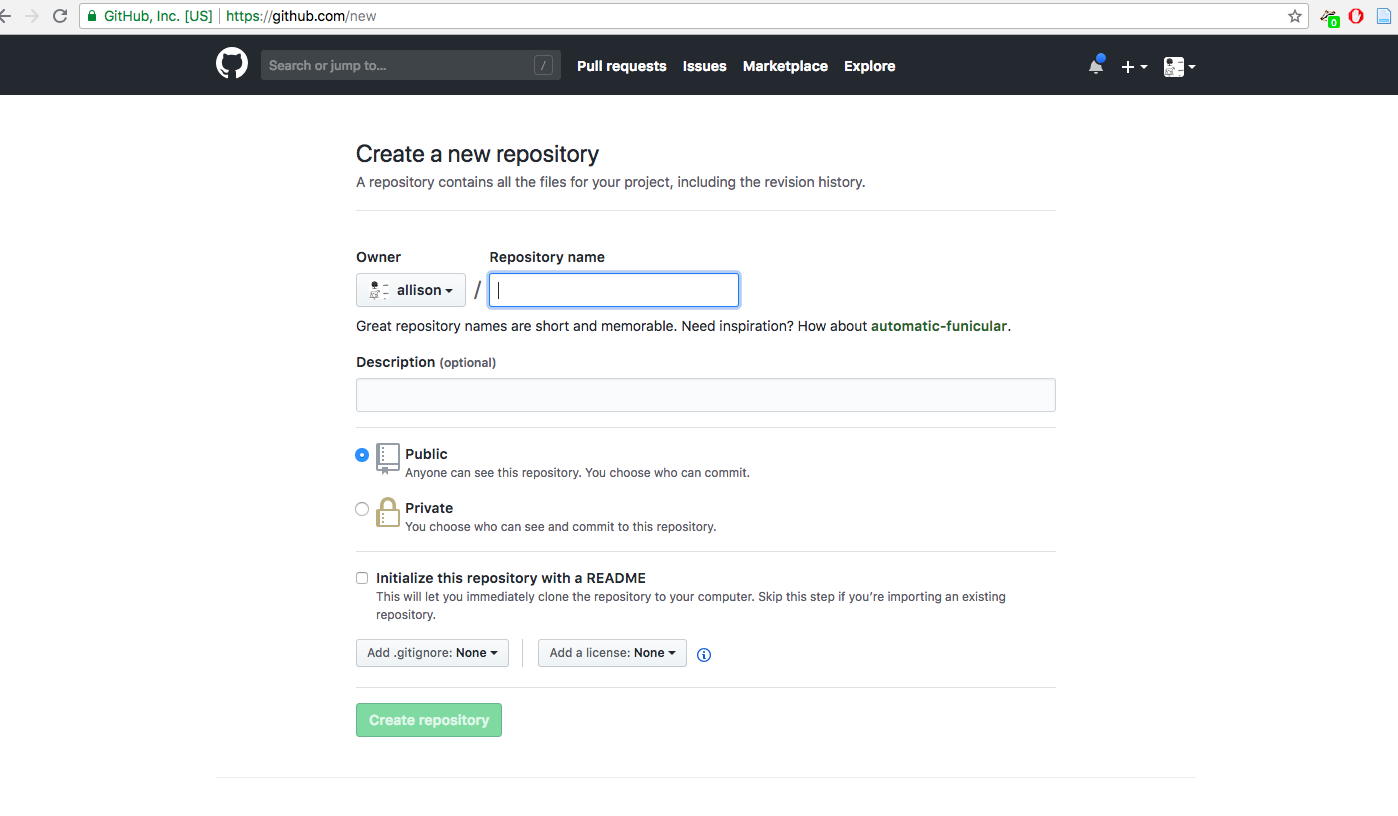 GitHub, Inc. [US] | https://github.com/new
0
Search or jump to... / Pull requests Issues Marketplace Explore
Create a new repository
A repository contains all the files for your project, including the revision history.
Owner Repository name
allison /
Great repository names are short and memorable. Need inspiration? How about automatic-funicular.
Description (optional)
Public
Anyone can see this repository. You choose who can commit.
Private
You choose who can see and commit to this repository.
Initialize this repository with a README
This will let you immediately clone the repository to your computer. Skip this step if you’re importing an existing
repository.
Add .gitignore: None Add a license: None
Create repository